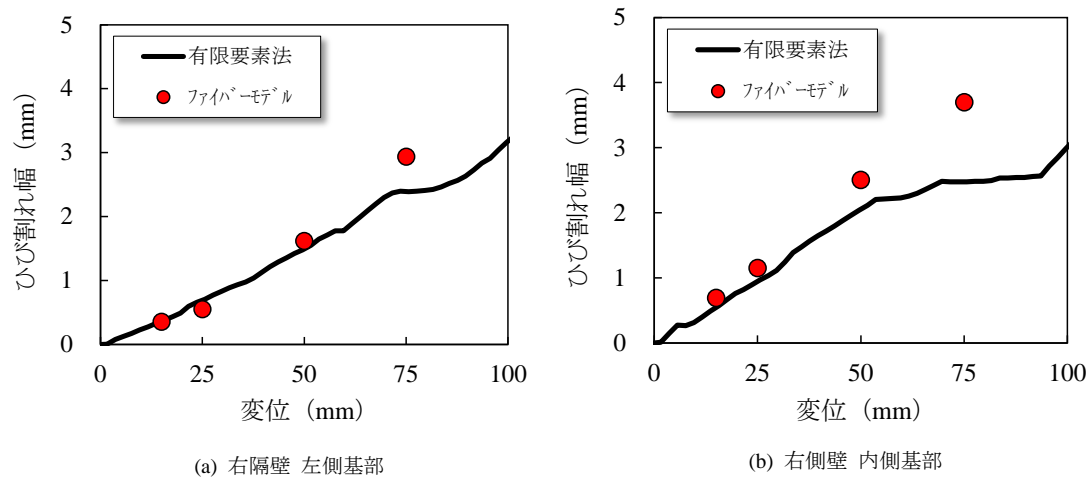 5
4
3
2
1
0
ひび割れ幅 (mm)
有限要素法
ファイバーモデル
0 25 50 75 100
変位 (mm)
(a) 右隔壁 左側基部
5
4
3
2
1
0
ひび割れ幅 (mm)
有限要素法
ファイバーモデル
0 25 50 75 100
変位 (mm)
(b) 右側壁 内側基部